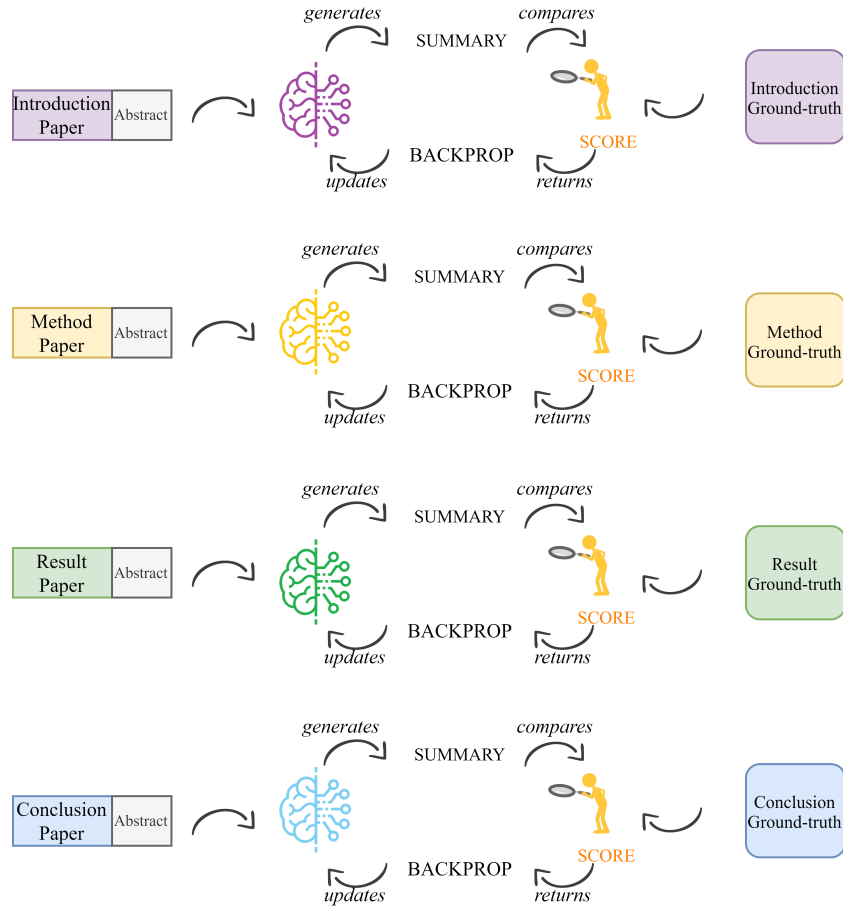 generates
compares
SUMMARY
Introduction
Paper
Abstract
Introduction
Ground-truth
SCORE
BACKPROP
updates
returns
generates
compares
SUMMARY
Method
Paper
Abstract
Method
Ground-truth
SCORE
BACKPROP
updates
returns
generates
compares
SUMMARY
Result
Paper
Abstract
Result
Ground-truth
SCORE
BACKPROP
updates
returns
generates
compares
SUMMARY
Conclusion
Paper
Abstract
Conclusion
Ground-truth
SCORE
BACKPROP
updates
returns